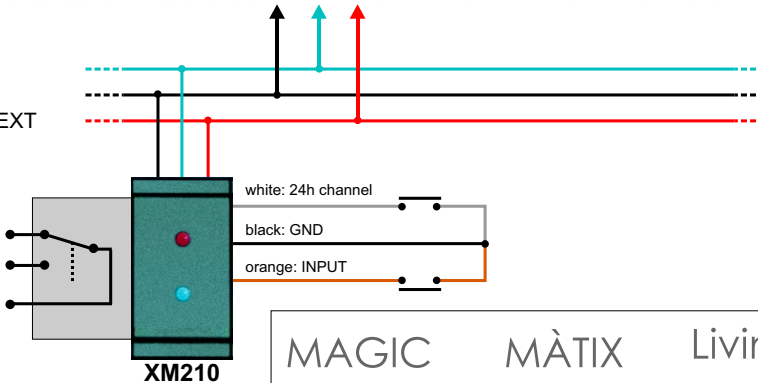 EXT
white: 24h channel
black: GND
orange: INPUT
XM210
MAGIC MÀTIX